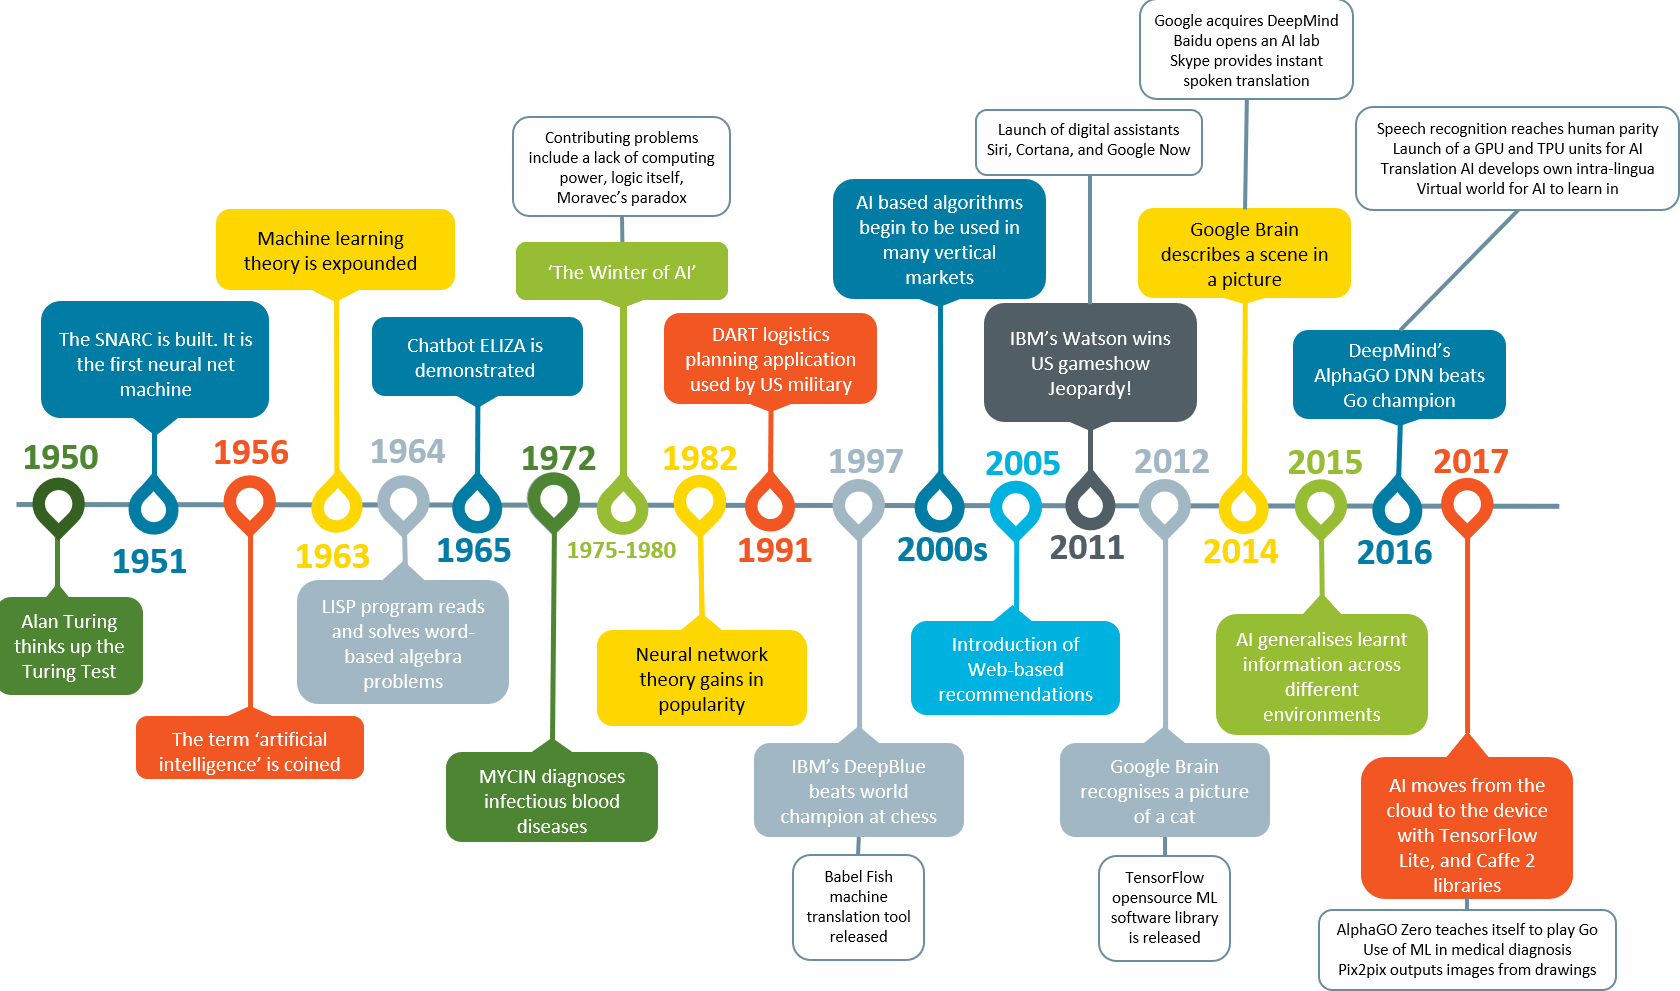 Google acquires DeepMind
Baidu opens an AI lab
Skype provides instant
spoken translation
Launch of digital assistants
Siri, Cortana, and Google Now
Speech recognition reaches human parity
Launch of a GPU and TPU units for AI
Translation AI develops own intra-lingua
Virtual world for AI to learn in
Contributing problems
include a lack of computing
power, logic itself,
Moravec's paradox
Machine learning
theory is expounded
'The Winter of AI'
AI based algorithms
begin to be used in
many vertical
markets
Google Brain
describes a scene in
a picture
The SNARC is built. It is
the first neural net
machine
Chatbot ELIZA is
demonstrated
DART logistics
planning application
used by US military
IBM's Watson wins
US gameshow
Jeopardy!
DeepMind's
AlphaGO DNN beats
Go champion
1950
1951
1956
1963
1964
1965
1972
1975-1980
1982
1991
1997
2000s
2005
2011
2012
2014
2015
2016
2017
Alan Turing
thinks up the
Turing Test
The term 'artificial
intelligence' is coined
LISP program reads
and solves word-
based algebra
problems
MYCIN diagnoses
infectious blood
diseases
Neural network
theory gains in
popularity
IBM's DeepBlue
beats world
champion at chess
Babel Fish
machine
translation tool
released
Introduction of
Web-based
recommendations
Google Brain
recognises a picture
of a cat
TensorFlow
opensource ML
software library
is released
AI generalises learnt
information across
different
environments
AI moves from the
cloud to the device
with TensorFlow
Lite, and Caffe 2
libraries
AlphaGO Zero teaches itself to play Go
Use of ML in medical diagnosis
Pix2pix outputs images from drawings